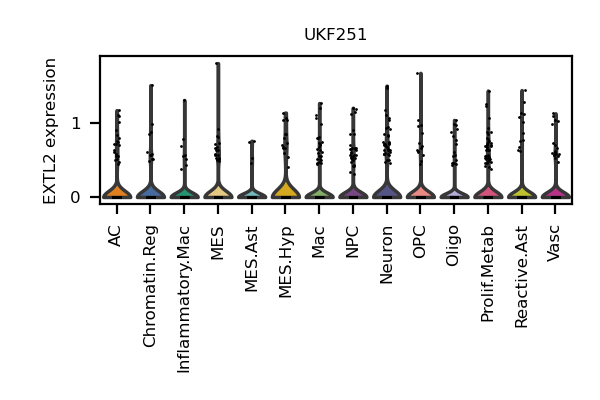 UKF251
EXTL2 expression
1
0
AC
Chromatin.Reg
Inflammatory.Mac
MES
MES.Ast
MES.Hyp
Mac
NPC
Neuron
OPC
Oligo
Prolif.Metab
Reactive.Ast
Vasc